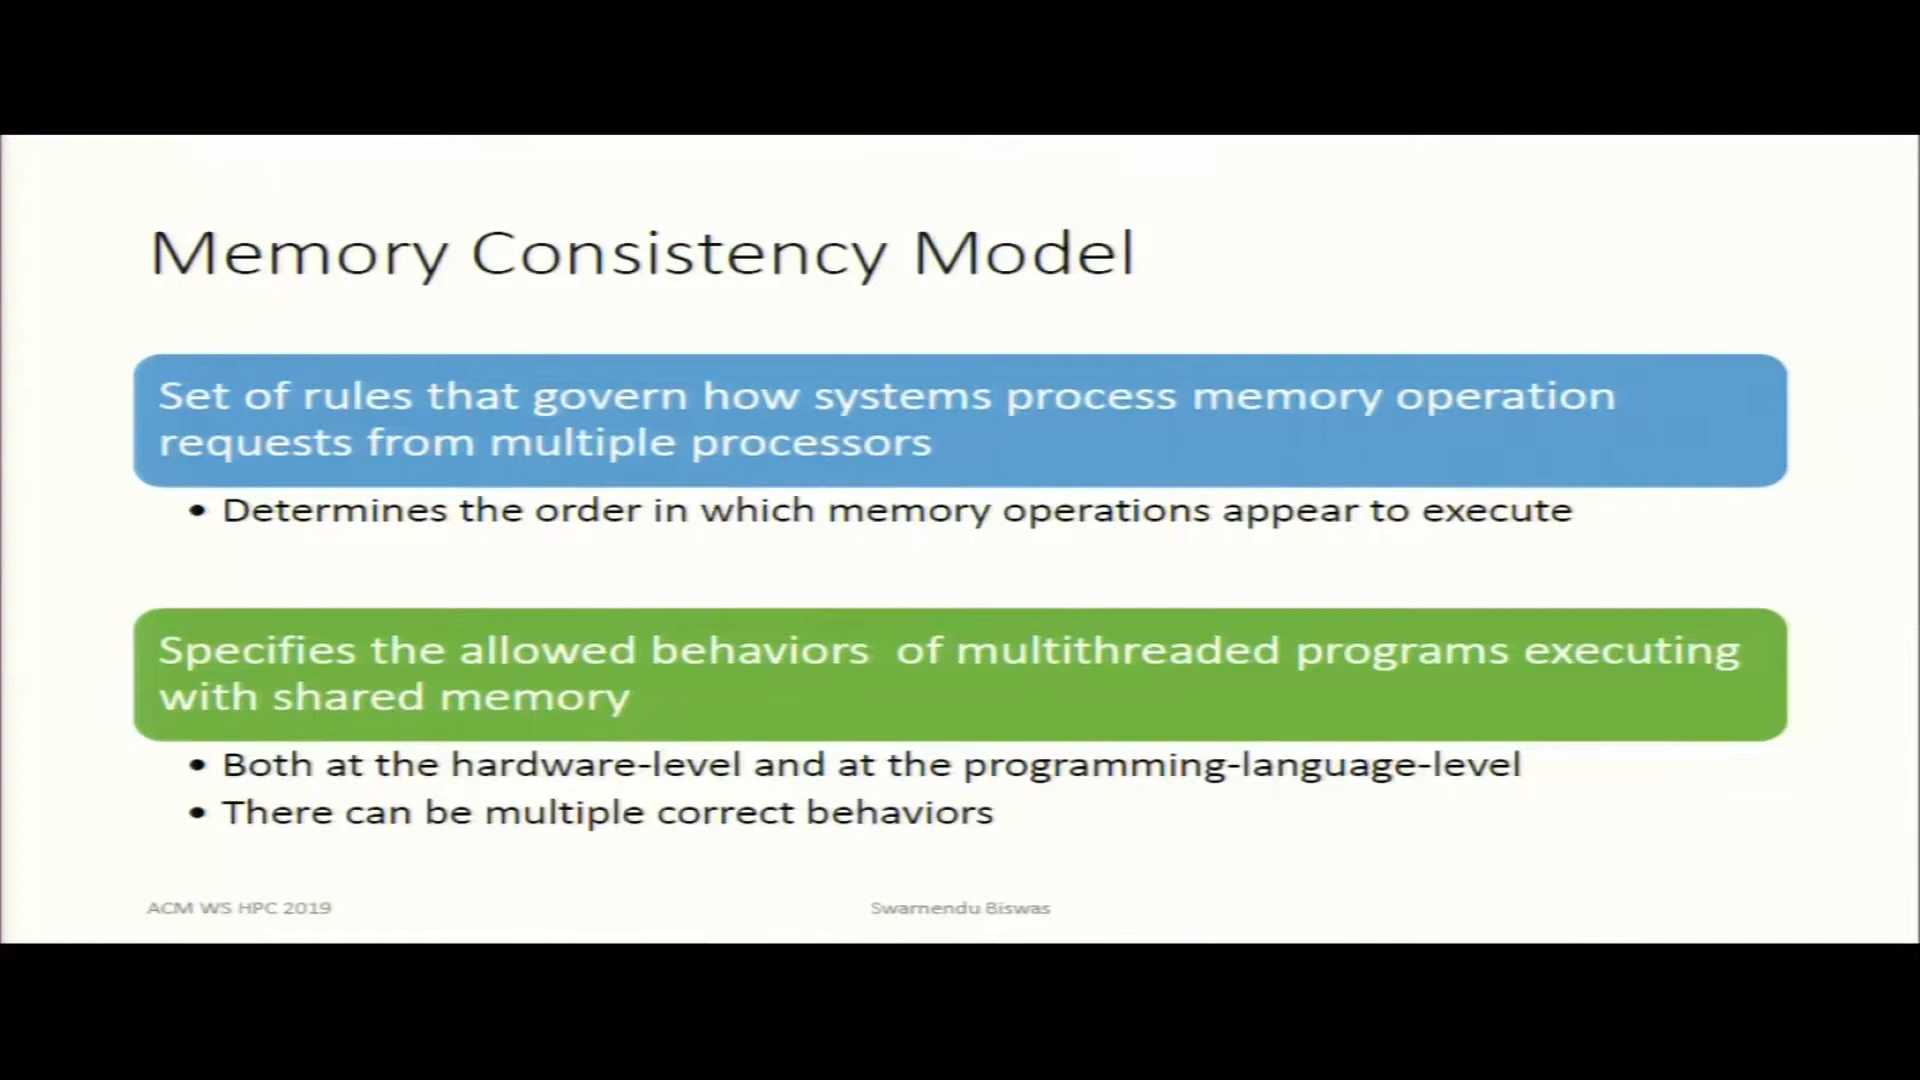 Memory Consistency Model
Set of rules that govern how systems process memory operation
requests from multiple processors
• Determines the order in which memory operations appear to execute
Specifies the allowed behaviors of multithreaded programs executing
with shared memory
• Both at the hardware-level and at the programming-language-level
• There can be multiple correct behaviors
ACM WS HPC 2019
Swarnendu Biswas